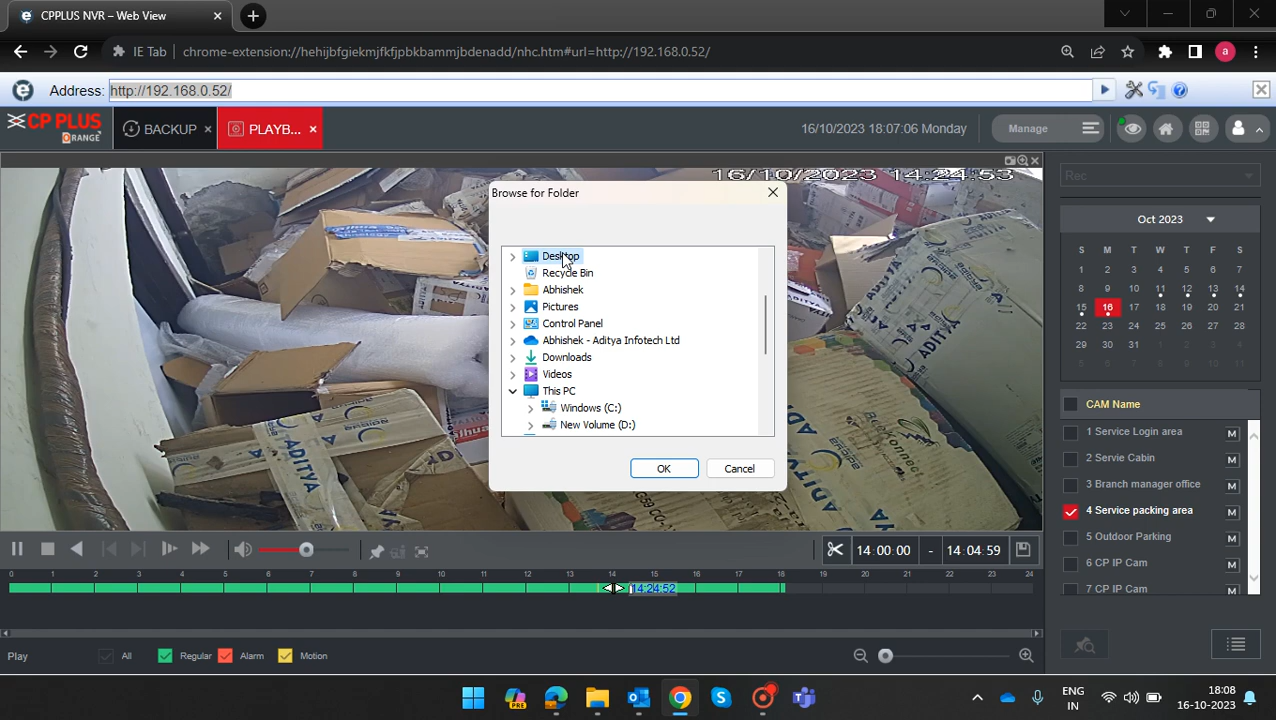 CPPLUS NVR – Web View
IE Tab
chrome-extension://hehijbfgiekmjfkfjpbkbammjbdenadd/nhc.htm#url=http://192.168.0.52/
a
Address: http://192.168.0.52/
CP PLUS
ORANGE
BACKUP
PLAYB...
16/10/2023 18:07:06 Monday
Manage
16/10/2023 14:24:53
Rec
Oct 2023
S M T W T F S
1 2 3 4 5 6 7
8 9 10 11 12 13 14
15 16 17 18 19 20 21
22 23 24 25 26 27 28
29 30 31 1 2 3 4
5 6 7 8 9 10 11
Browse for Folder
Desktop
Recycle Bin
Abhishek
Pictures
Control Panel
Abhishek - Aditya Infotech Ltd
Downloads
Videos
This PC
Windows (C:)
New Volume (D:)
OK
Cancel
ADITYA
ADITYA
ADITYA
CAM Name
1 Service Login area M
2 Servie Cabin M
3 Branch manager office M
4 Service packing area M
5 Outdoor Parking M
6 CP IP Cam M
7 CP IP Cam M
14:00:00 - 14:04:59
0 1 2 3 4 5 6 7 8 9 10 11 12 13 14 15 16 17 18 19 20 21 22 23 24
14:24:52
Play
All
Regular
Alarm
Motion
PRE
ENG
IN
18:08
16-10-2023